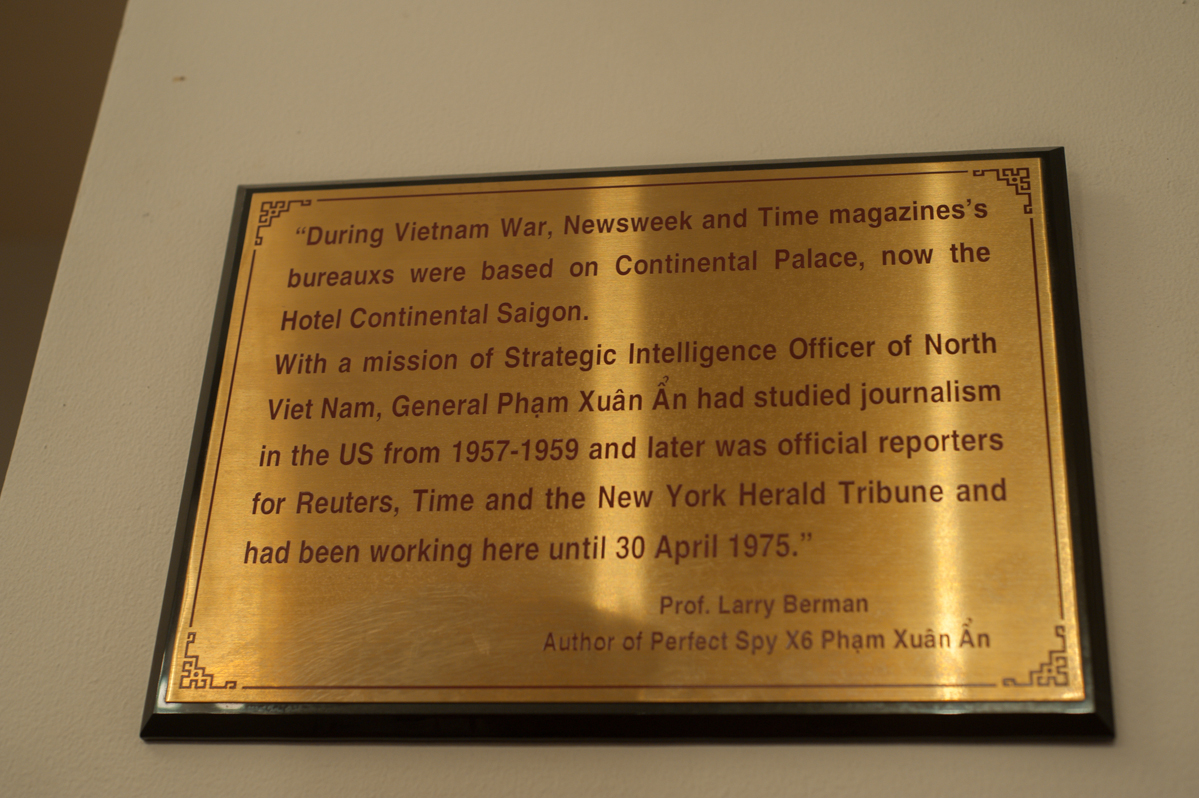 “During Vietnam War, Newsweek and Time magazines’s
bureauxs were based on Continental Palace, now the
Hotel Continental Saigon.
With a mission of Strategic Intelligence Officer of North
Viet Nam, General Phạm Xuân Ẩn had studied journalism
in the US from 1957-1959 and later was official reporters
for Reuters, Time and the New York Herald Tribune and
had been working here until 30 April 1975.”
Prof. Larry Berman
Author of Perfect Spy X6 Phạm Xuân Ẩn